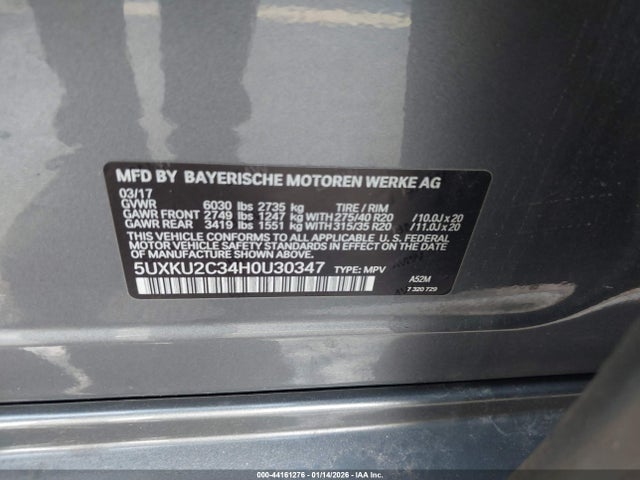 MFD BY BAYERISCHE MOTOREN WERKE AG
03/17
GVWR 6030 lbs 2735 kg TIRE / RIM
GAWR FRONT 2749 lbs 1247 kg WITH 275/40 R20 /10.0J x 20
GAWR REAR 3419 lbs 1551 kg WITH 315/35 R20 /11.0J x 20
THIS VEHICLE CONFORMS TO ALL APPLICABLE U.S. FEDERAL
MOTOR VEHICLE SAFETY STANDARDS IN EFFECT ON THE DATE
OF MANUFACTURE SHOWN ABOVE.
5UXKU2C34H0U30347 TYPE: MPV A52M
7 320 729
000-44161276 - 01/14/2026 - IAA Inc.